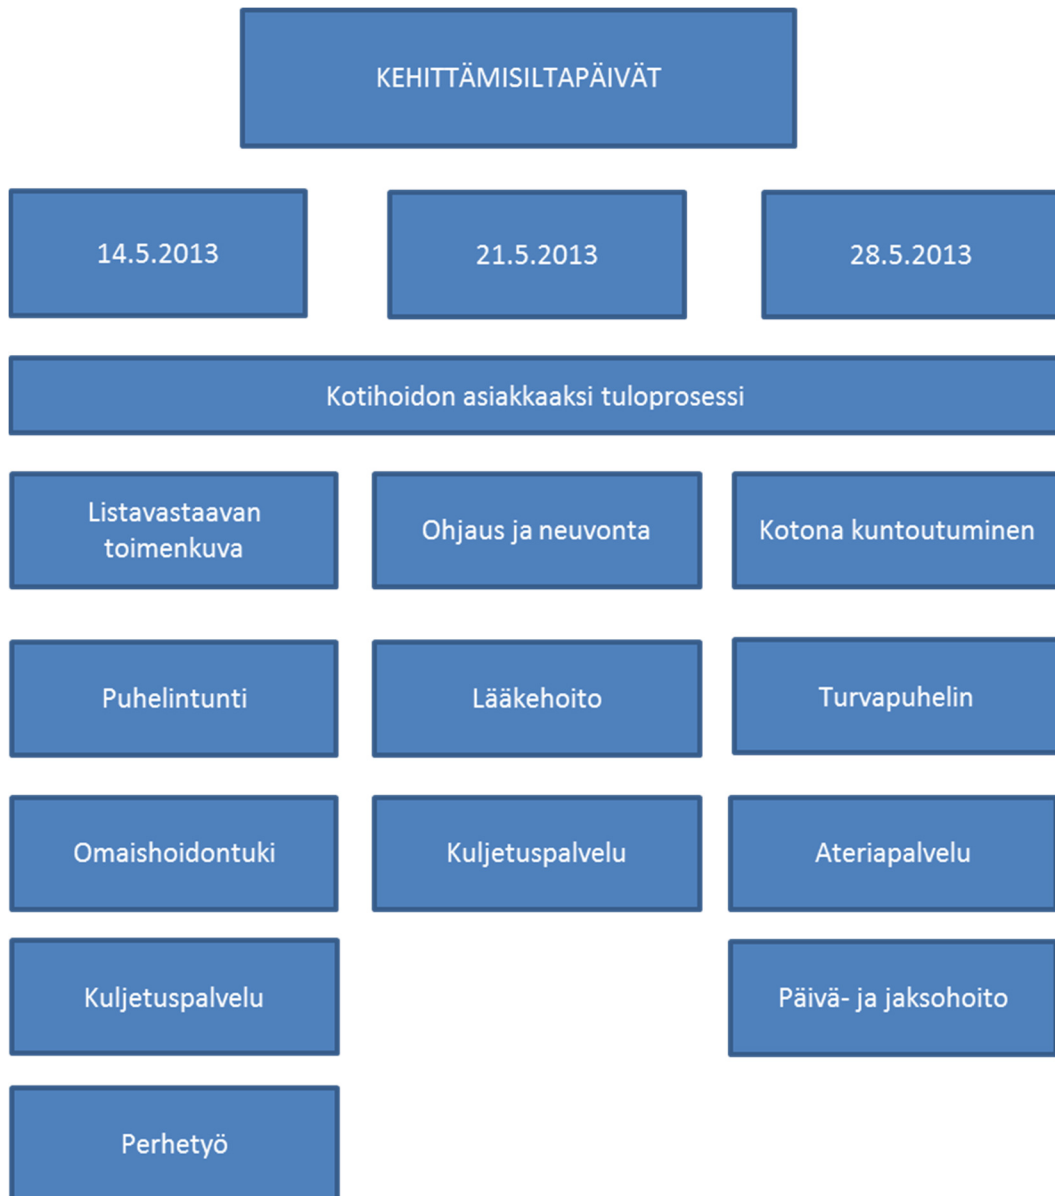 KEHITTÄMISILTAPÄIVÄT
14.5.2013
21.5.2013
28.5.2013
Kotihoidon asiakkaaksi tuloprosessi
Listavastaavan
toimenkuva
Ohjaus ja neuvonta
Kotona kuntoutuminen
Puhelintunti
Lääkehoito
Turvapuhelin
Omaishoidontuki
Kuljetuspalvelu
Ateriapalvelu
Kuljetuspalvelu
Päivä- ja jaksohoito
Perhetyö